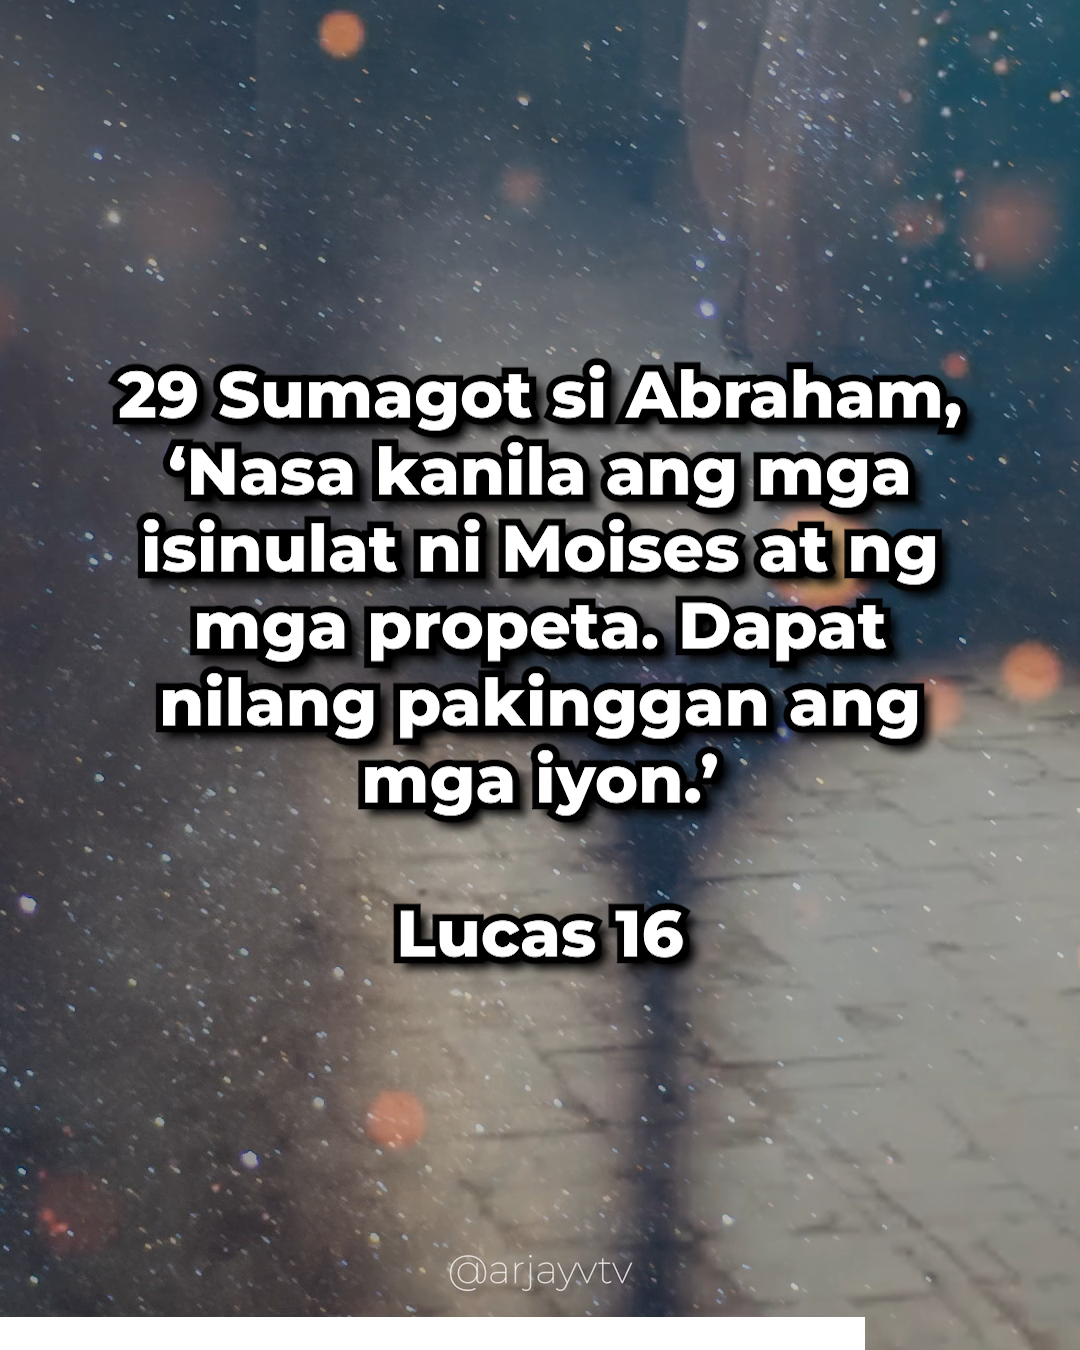 29 Sumagot si Abraham,
‘Nasa kanila ang mga
isinulat ni Moises at ng
mga propeta. Dapat
nilang pakinggan ang
mga iyon.’
Lucas 16
@arjayvtv